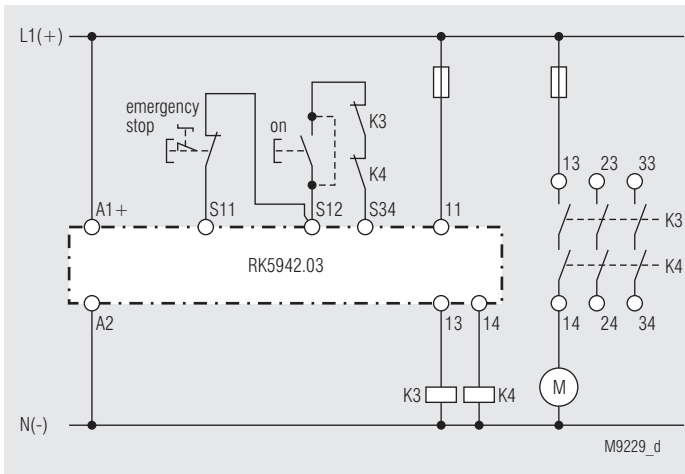 L1(+)
emergency
stop
on
K3
K4
A1+
S11
S12
S34
11
13
23
33
K3
K4
RK5942.03
A2
13
14
14
24
34
K3
K4
M
N(-)
M9229_d